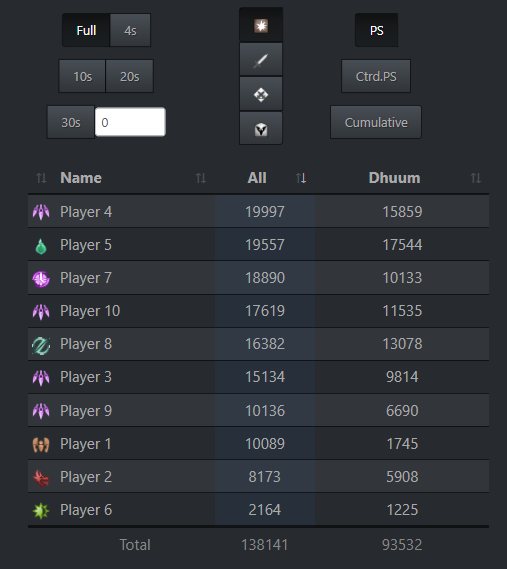 Full 4s PS
10s 20s Ctrd.PS
30s 0 Cumulative
Name All Dhuum
Player 4 19997 15859
Player 5 19557 17544
Player 7 18890 10133
Player 10 17619 11535
Player 8 16382 13078
Player 3 15134 9814
Player 9 10136 6690
Player 1 10089 1745
Player 2 8173 5908
Player 6 2164 1225
Total 138141 93532